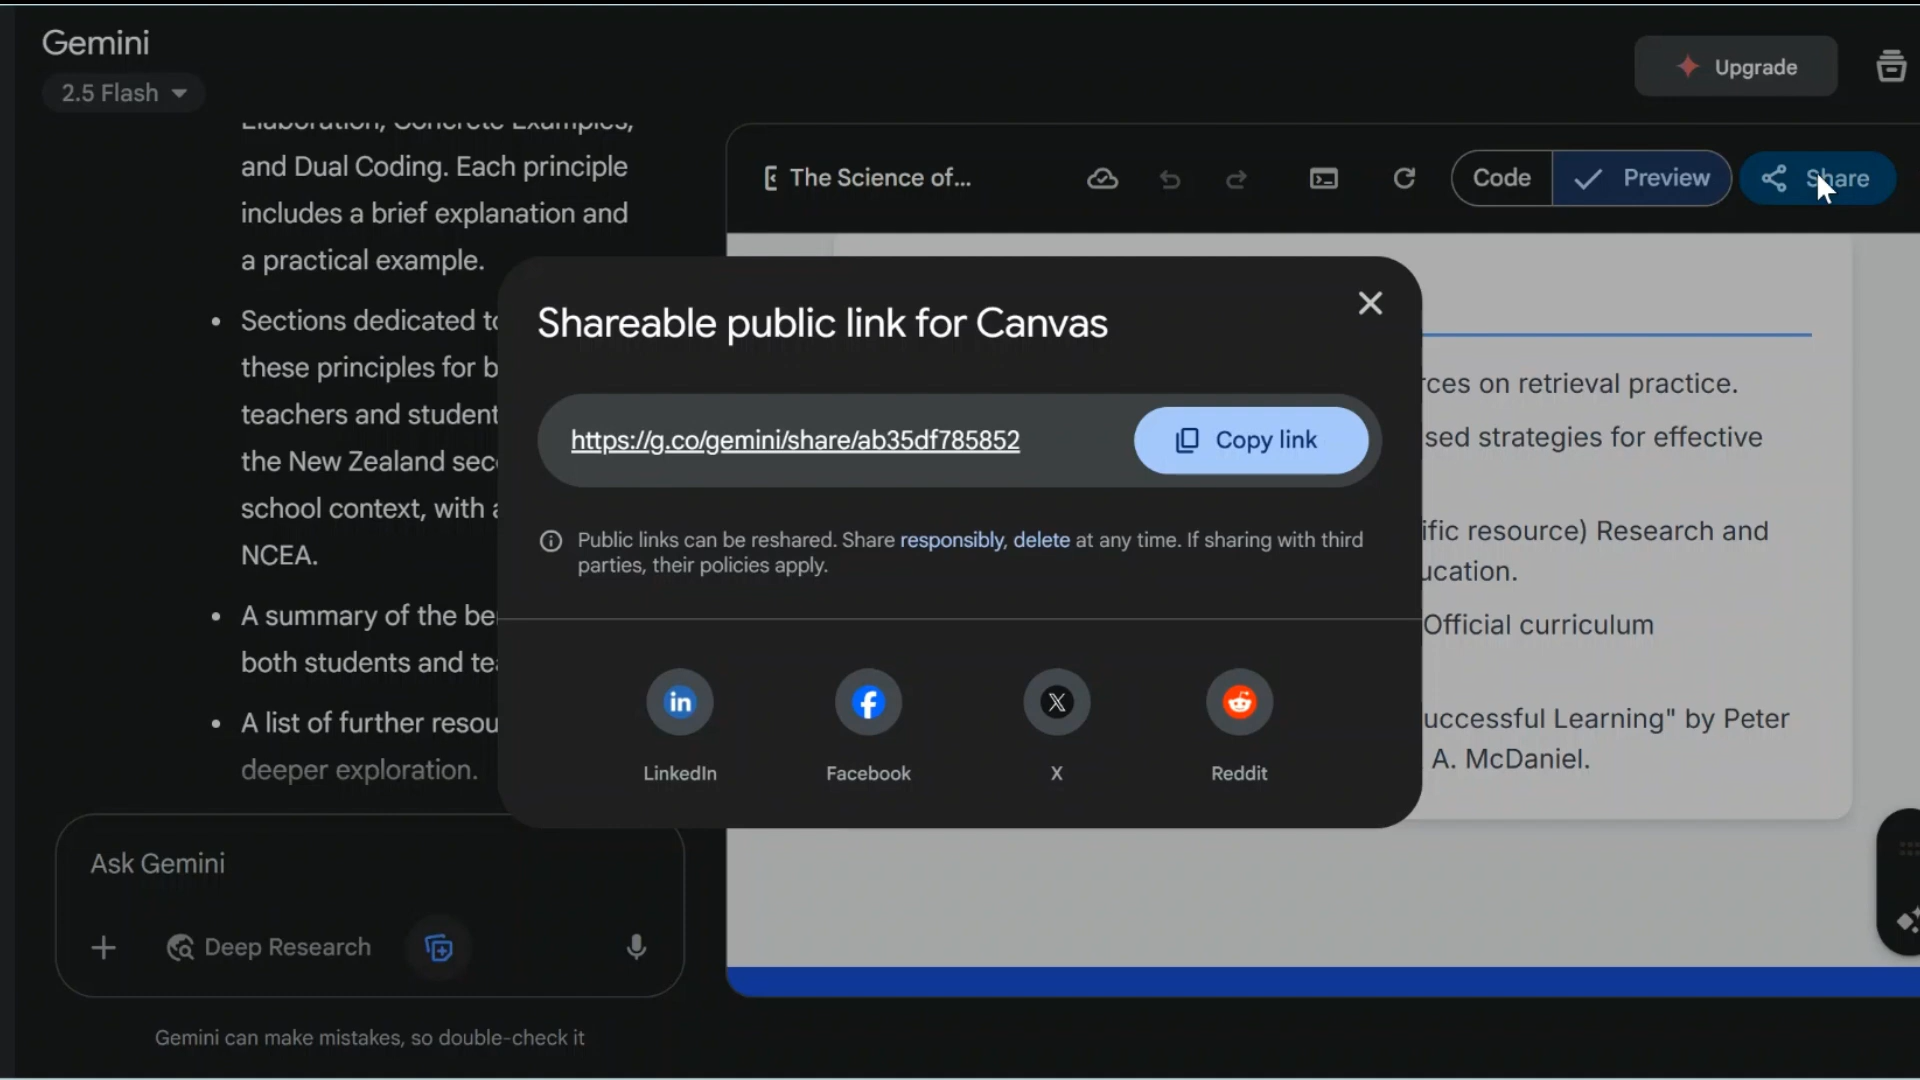 Gemini
2.5 Flash
Upgrade
Elaboration, Concrete Examples,
and Dual Coding. Each principle
includes a brief explanation and
a practical example.
Sections dedicated to
these principles for b
teachers and student
the New Zealand sec
school context, with a
NCEA.
A summary of the be
both students and tea
A list of further resou
deeper exploration.
Ask Gemini
Deep Research
Gemini can make mistakes, so double-check it
The Science of...
Code
Preview
Share
Shareable public link for Canvas
https://g.co/gemini/share/ab35df785852
Copy link
Public links can be reshared. Share responsibly, delete at any time. If sharing with third
parties, their policies apply.
LinkedIn
Facebook
X
Reddit
rces on retrieval practice.
sed strategies for effective
ific resource) Research and
ucation.
Official curriculum
uccessful Learning" by Peter
A. McDaniel.